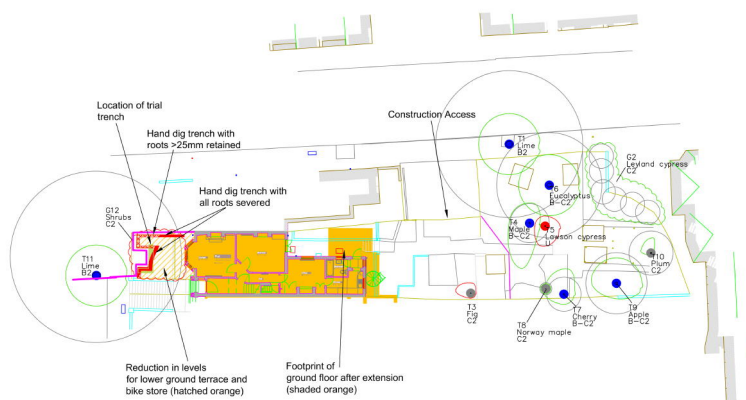 Location of trial
trench
Hand dig trench with
roots >25mm retained
Construction Access
T1
Lime
B2
G2
Leyland cypress
C2
Hand dig trench with
all roots severed
G12
Shrubs
C2
T6
Eucalyptus
B-C2
T4
Maple
B-C2
T5
Lawson cypress
U
T11
Lime
B2
T10
Plum
C2
T3
Fig
C2
T8
Norway maple
C2
T7
Cherry
B-C2
T9
Apple
B-C2
Reduction in levels
for lower ground terrace and
bike store (hatched orange)
Footprint of
ground floor after extension
(shaded orange)